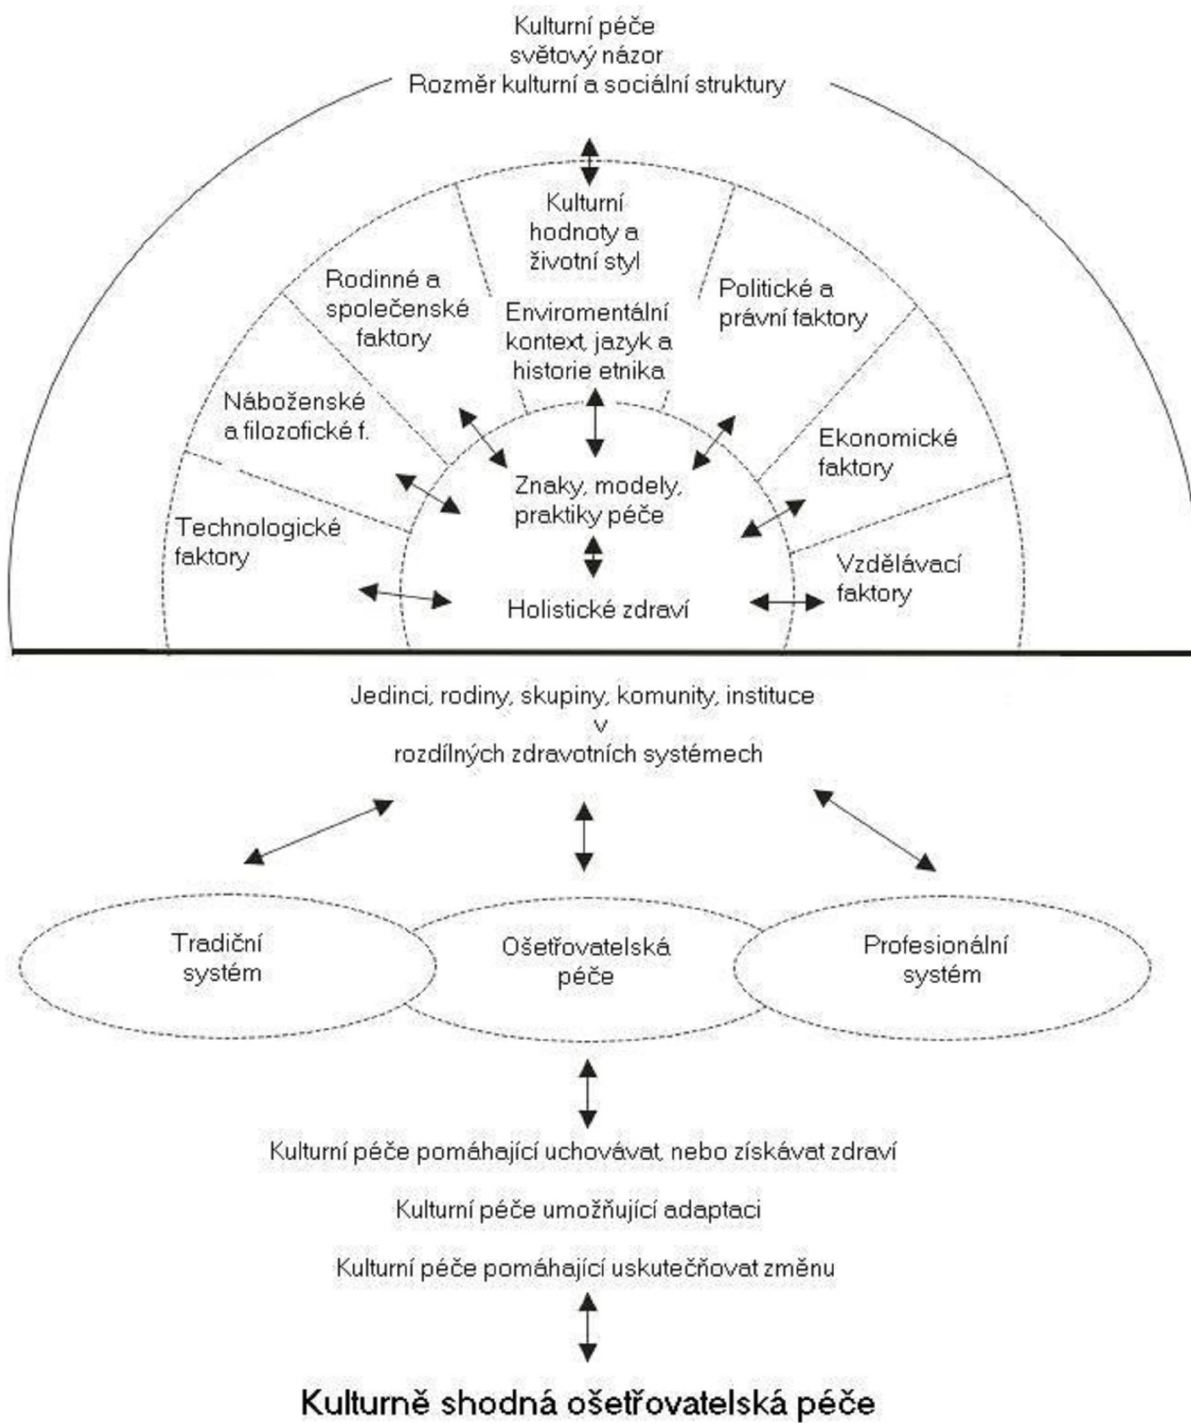 Kulturní péče
světový názor
Rozměr kulturní a sociální struktury
Kulturní
hodnoty a
životní styl
Rodinné a
společenské
faktory
Politické a
právní faktory
Enviromentální
kontext, jazyk a
historie etnika
Náboženské
a filozofické f.
Ekonomické
faktory
Znaky, modely,
praktiky péče
Technologické
faktory
Vzdělávací
faktory
Holistické zdraví
Jedinci, rodiny, skupiny, komunity, instituce
v
rozdílných zdravotních systémech
Tradiční
systém
Ošetřovatelská
péče
Profesionální
systém
Kulturní péče pomáhající uchovávat, nebo získávat zdraví
Kulturní péče umožňující adaptaci
Kulturní péče pomáhající uskutečňovat změnu
Kulturně shodná ošetřovatelská péče